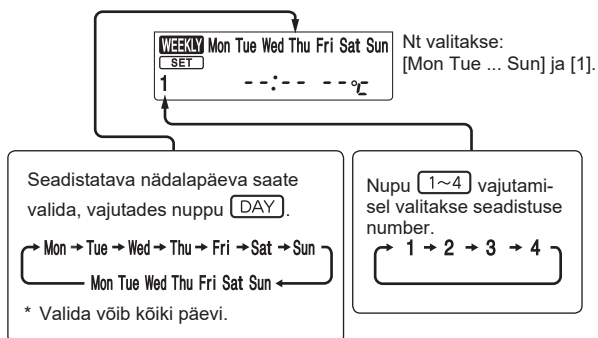 WEEKLY Mon Tue Wed Thu Fri Sat Sun
SET
1 --:-- --°C
Nt valitakse:
[Mon Tue ... Sun] ja [1].
Seadistatava nädalapäeva saate
valida, vajutades nuppu DAY.
Mon → Tue → Wed → Thu → Fri → Sat → Sun
Mon Tue Wed Thu Fri Sat Sun
* Valida võib kõiki päevi.
Nupu 1~4 vajutami-
sel valitakse seadistuse
number.
1 → 2 → 3 → 4